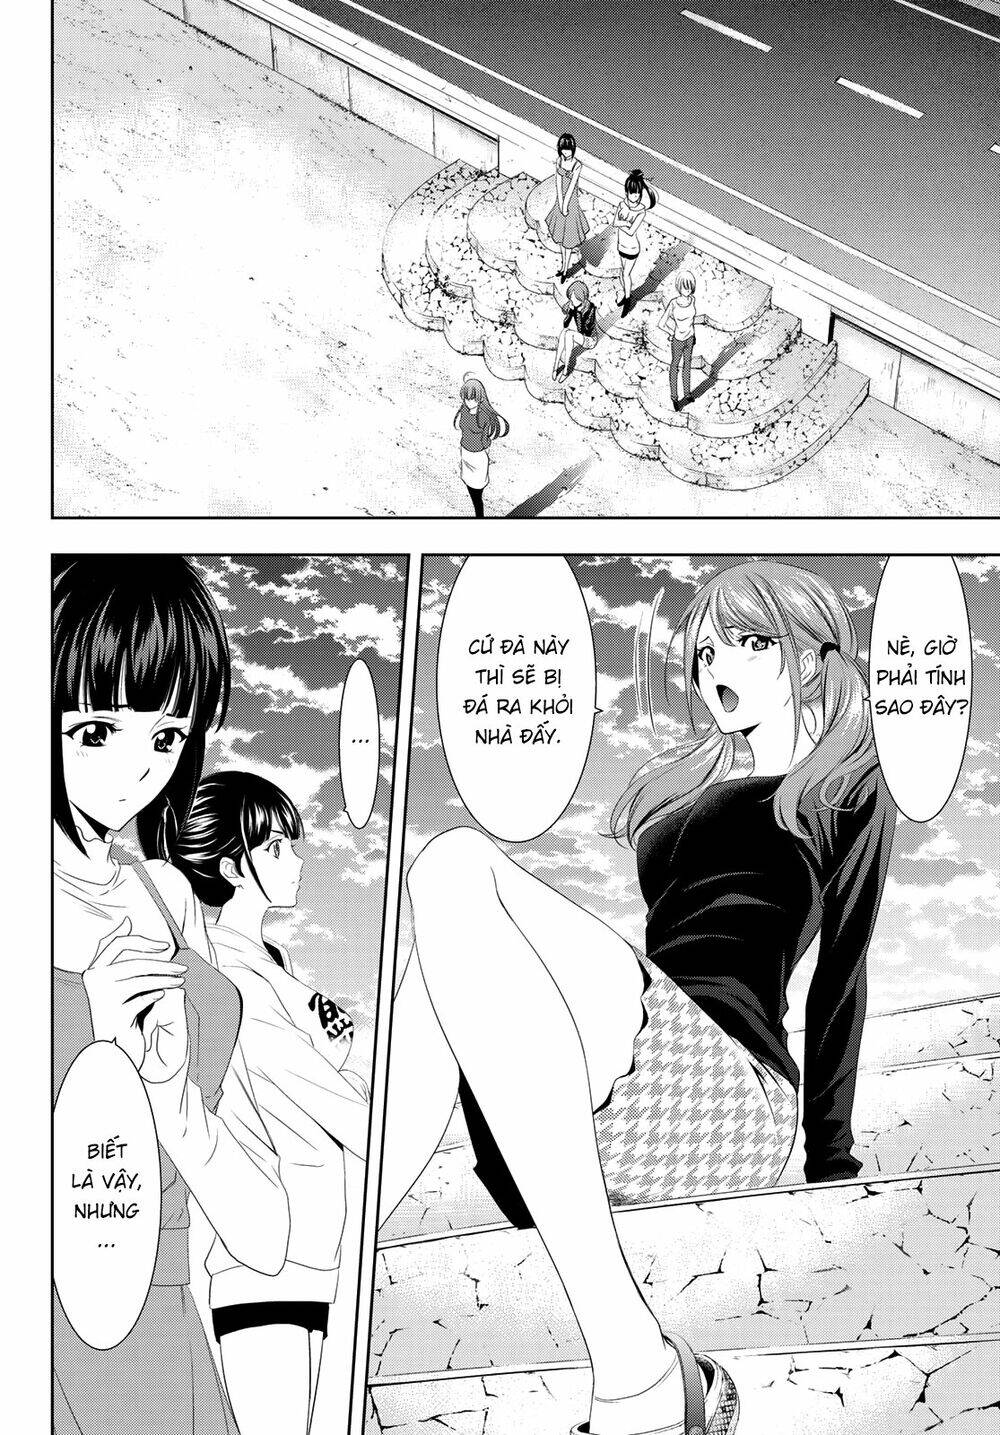 NÈ, GIỜ
PHẢI TÍNH
SAO ĐÂY?
CỨ ĐÀ NÀY
THÌ SẼ BỊ
ĐÁ RA KHỎI
NHÀ ĐẤY.
...
BIẾT
LÀ VẬY,
NHƯNG
...